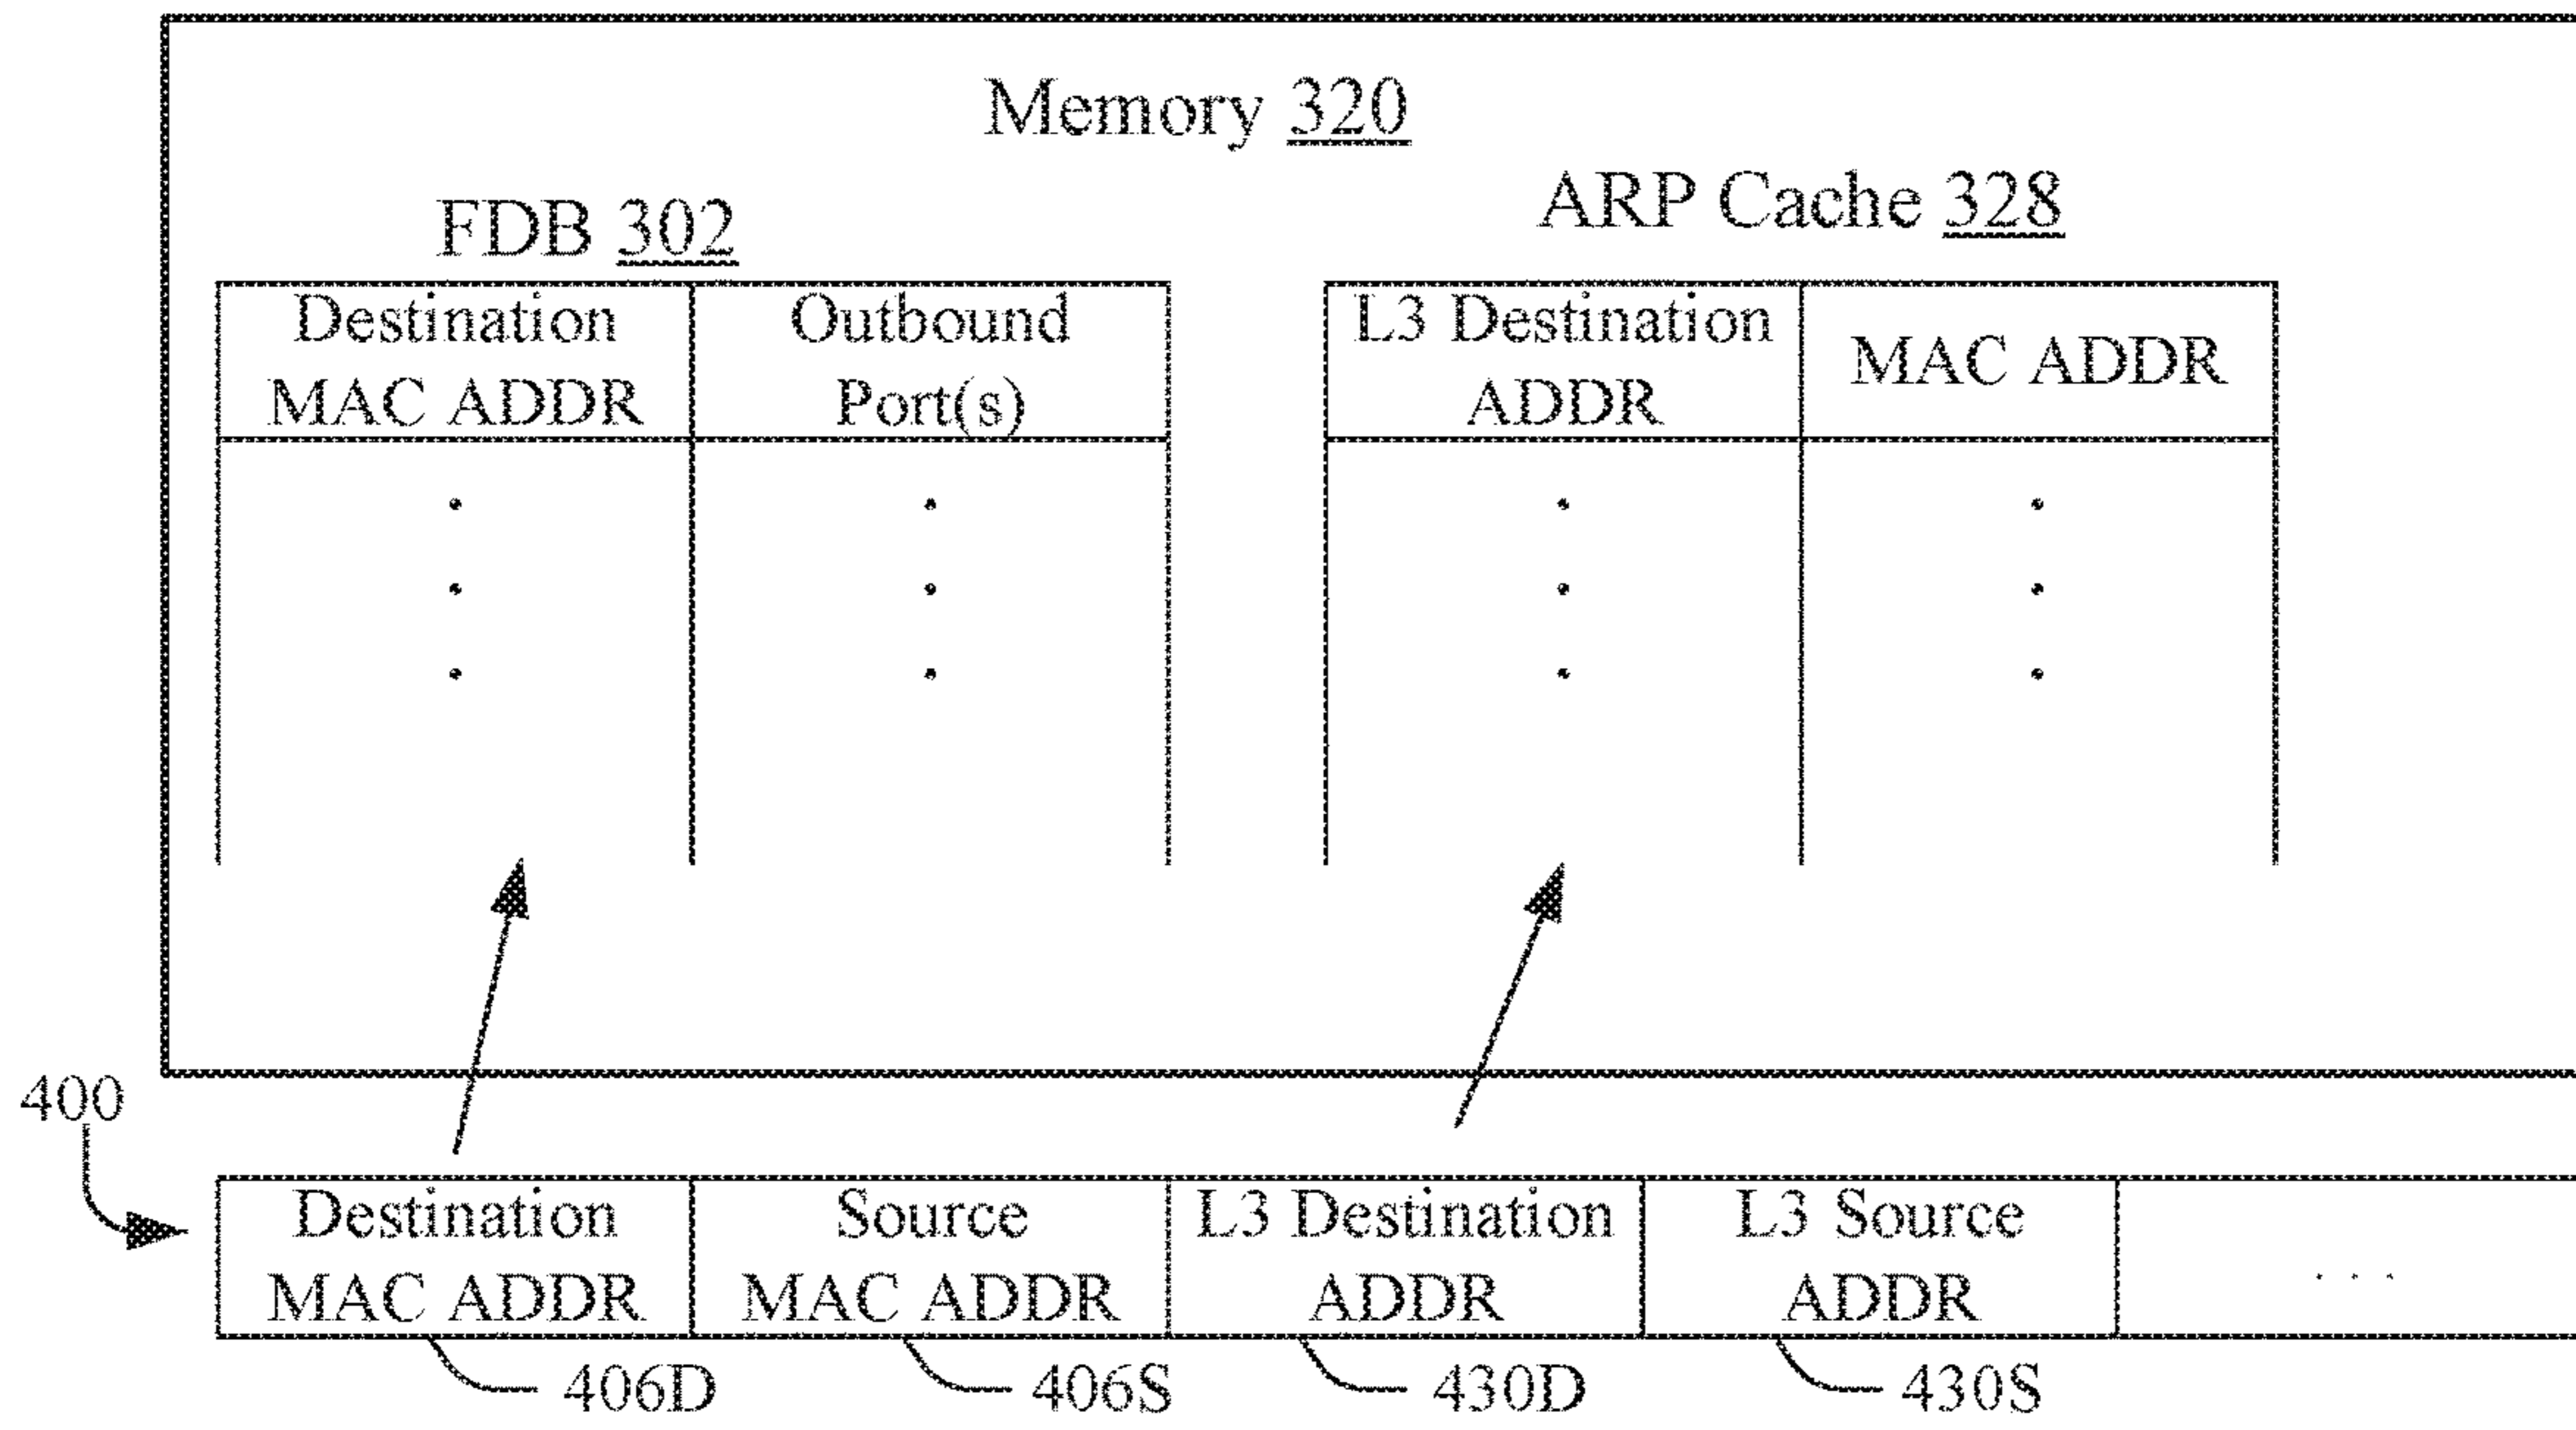 Memory 320
FDB 302
ARP Cache 328
Destination
MAC ADDR
Outbound
Port(s)
L3 Destination
ADDR
MAC ADDR
400
Destination
MAC ADDR
Source
MAC ADDR
L3 Destination
ADDR
L3 Source
ADDR
. . .
406D
406S
430D
430S